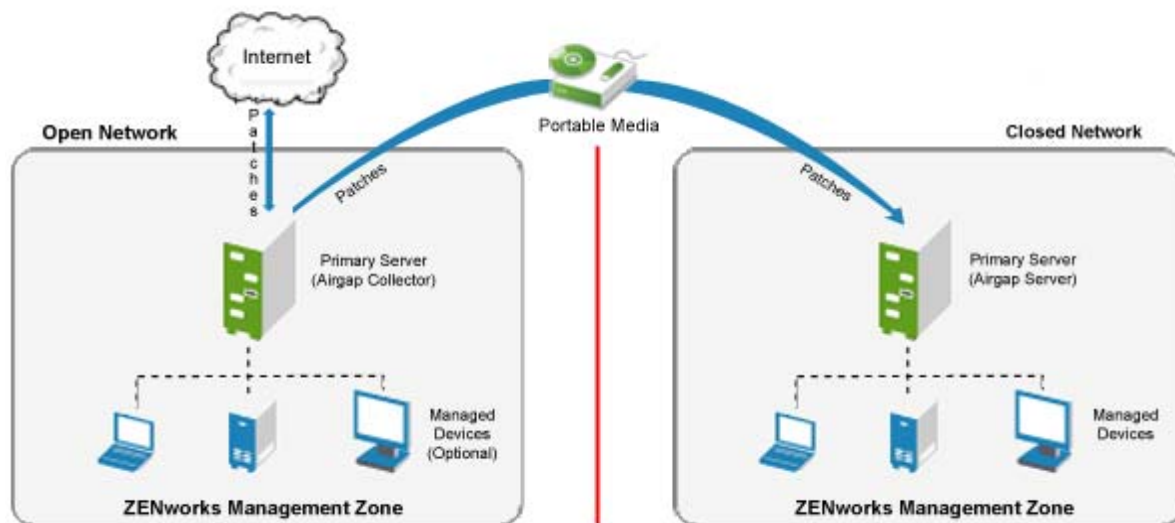 Internet
Patches
Portable Media
Open Network
Closed Network
Patches
Patches
Primary Server
(Airgap Collector)
Primary Server
(Airgap Server)
Managed
Devices
(Optional)
Managed
Devices
ZENworks Management Zone
ZENworks Management Zone